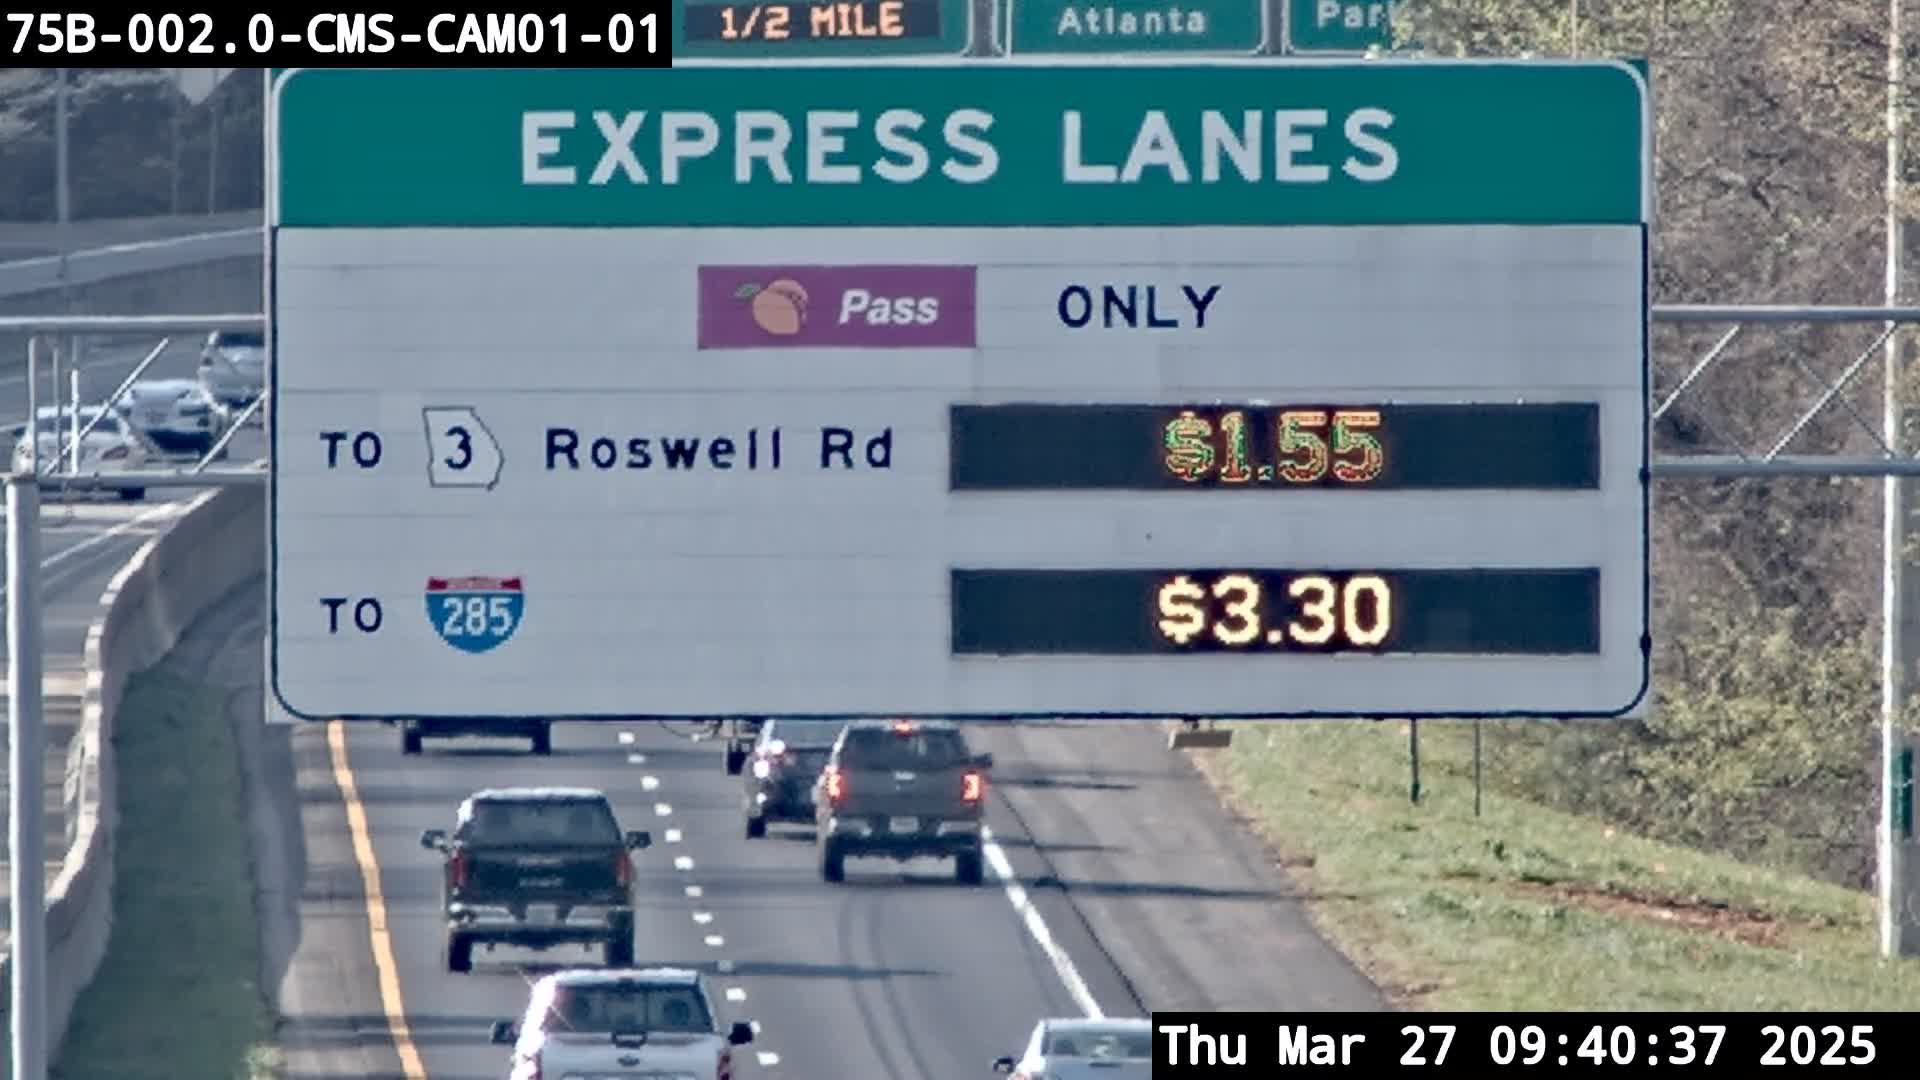 75B-002.0-CMS-CAM01-01
1/2 MILE
Atlanta
EXPRESS LANES
Pass ONLY
TO 3 Roswell Rd $1.55
TO 285 $3.30
Thu Mar 27 09:40:37 2025